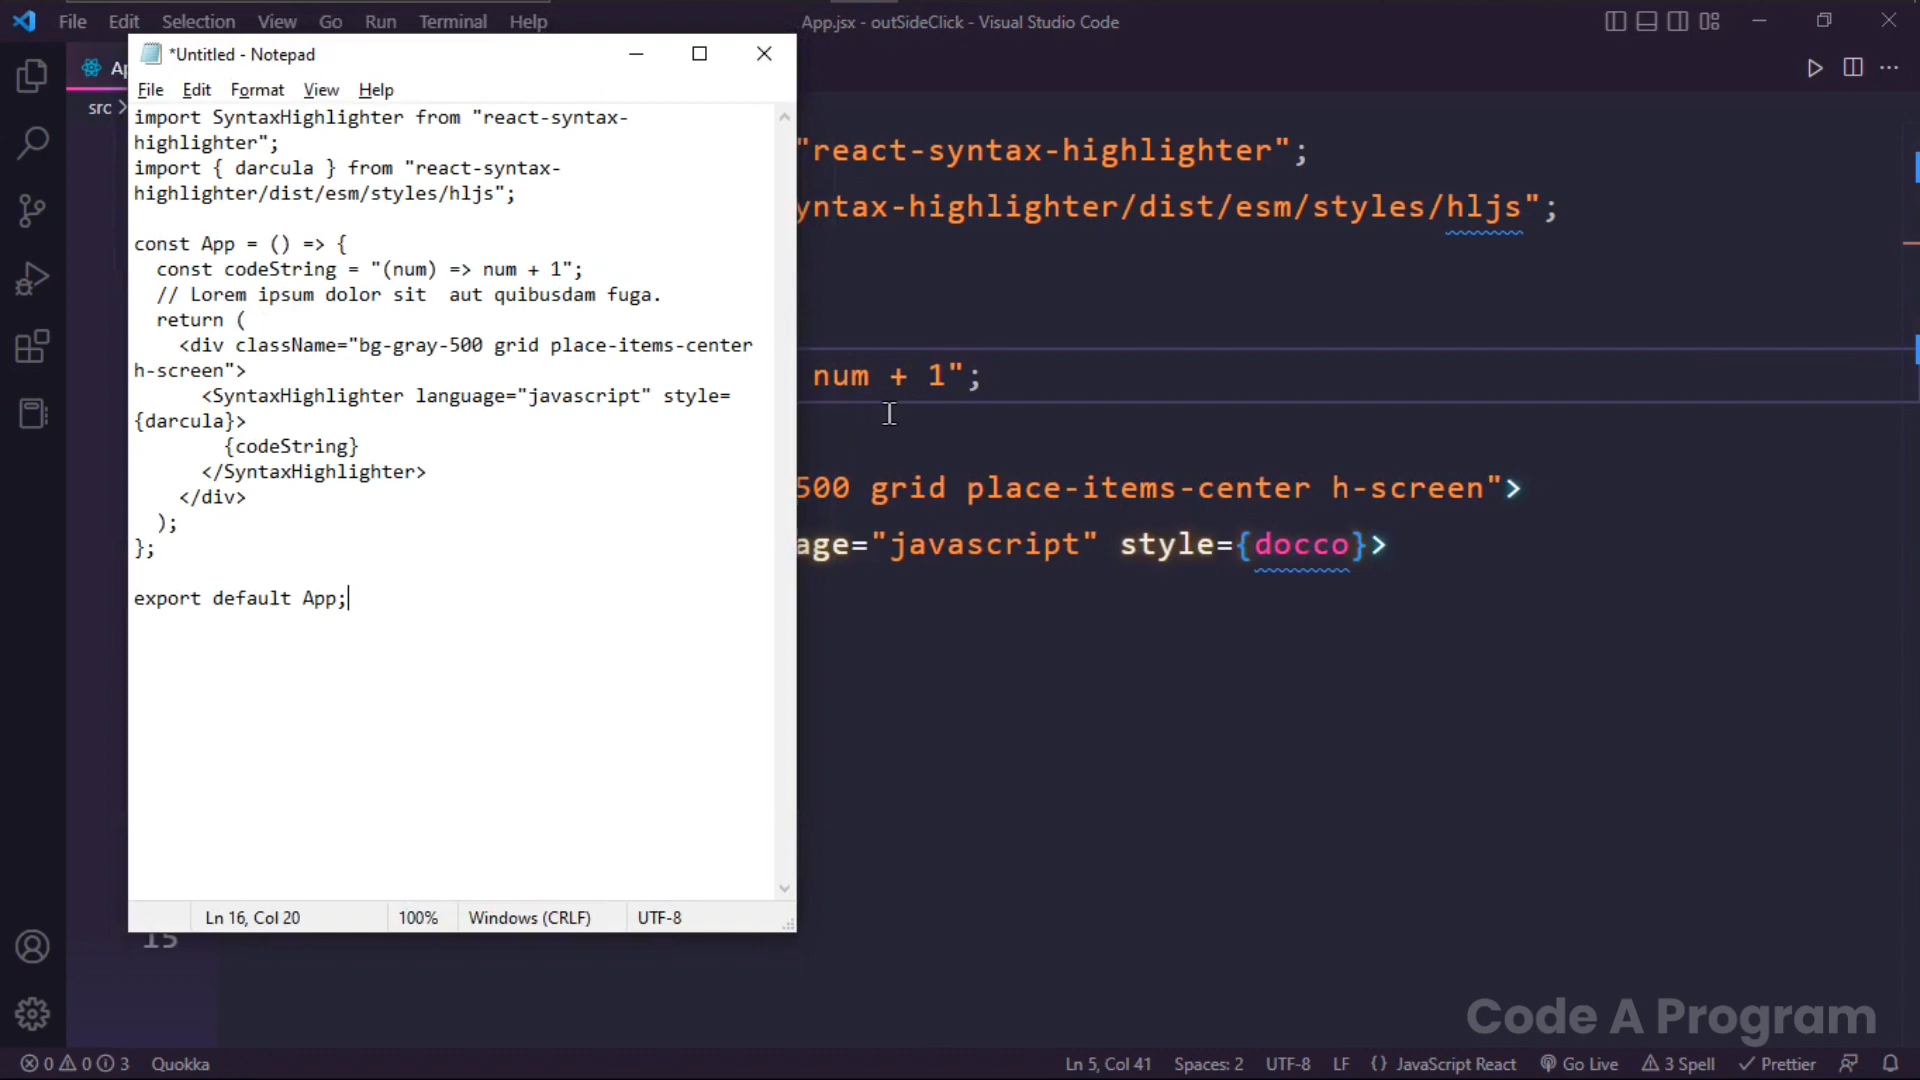 File Edit Selection View Go Run Terminal Help
App.jsx - outSideClick - Visual Studio Code
*Untitled - Notepad
File Edit Format View Help
src >
import SyntaxHighlighter from "react-syntax-
highlighter";
import { darcula } from "react-syntax-
highlighter/dist/esm/styles/hljs";
const App = () => {
const codeString = "(num) => num + 1";
// Lorem ipsum dolor sit  aut quibusdam fuga.
return (
<div className="bg-gray-500 grid place-items-center
h-screen">
<SyntaxHighlighter language="javascript" style=
{darcula}>
{codeString}
</SyntaxHighlighter>
</div>
);
};
export default App;
Ln 16, Col 20 100% Windows (CRLF) UTF-8
"react-syntax-highlighter";
yntax-highlighter/dist/esm/styles/hljs";
num + 1";
500 grid place-items-center h-screen">
age="javascript" style={docco}>
15
Code A Program
0 0 3 Quokka
Ln 5, Col 41 Spaces: 2 UTF-8 LF {} JavaScript React Go Live 3 Spell Prettier